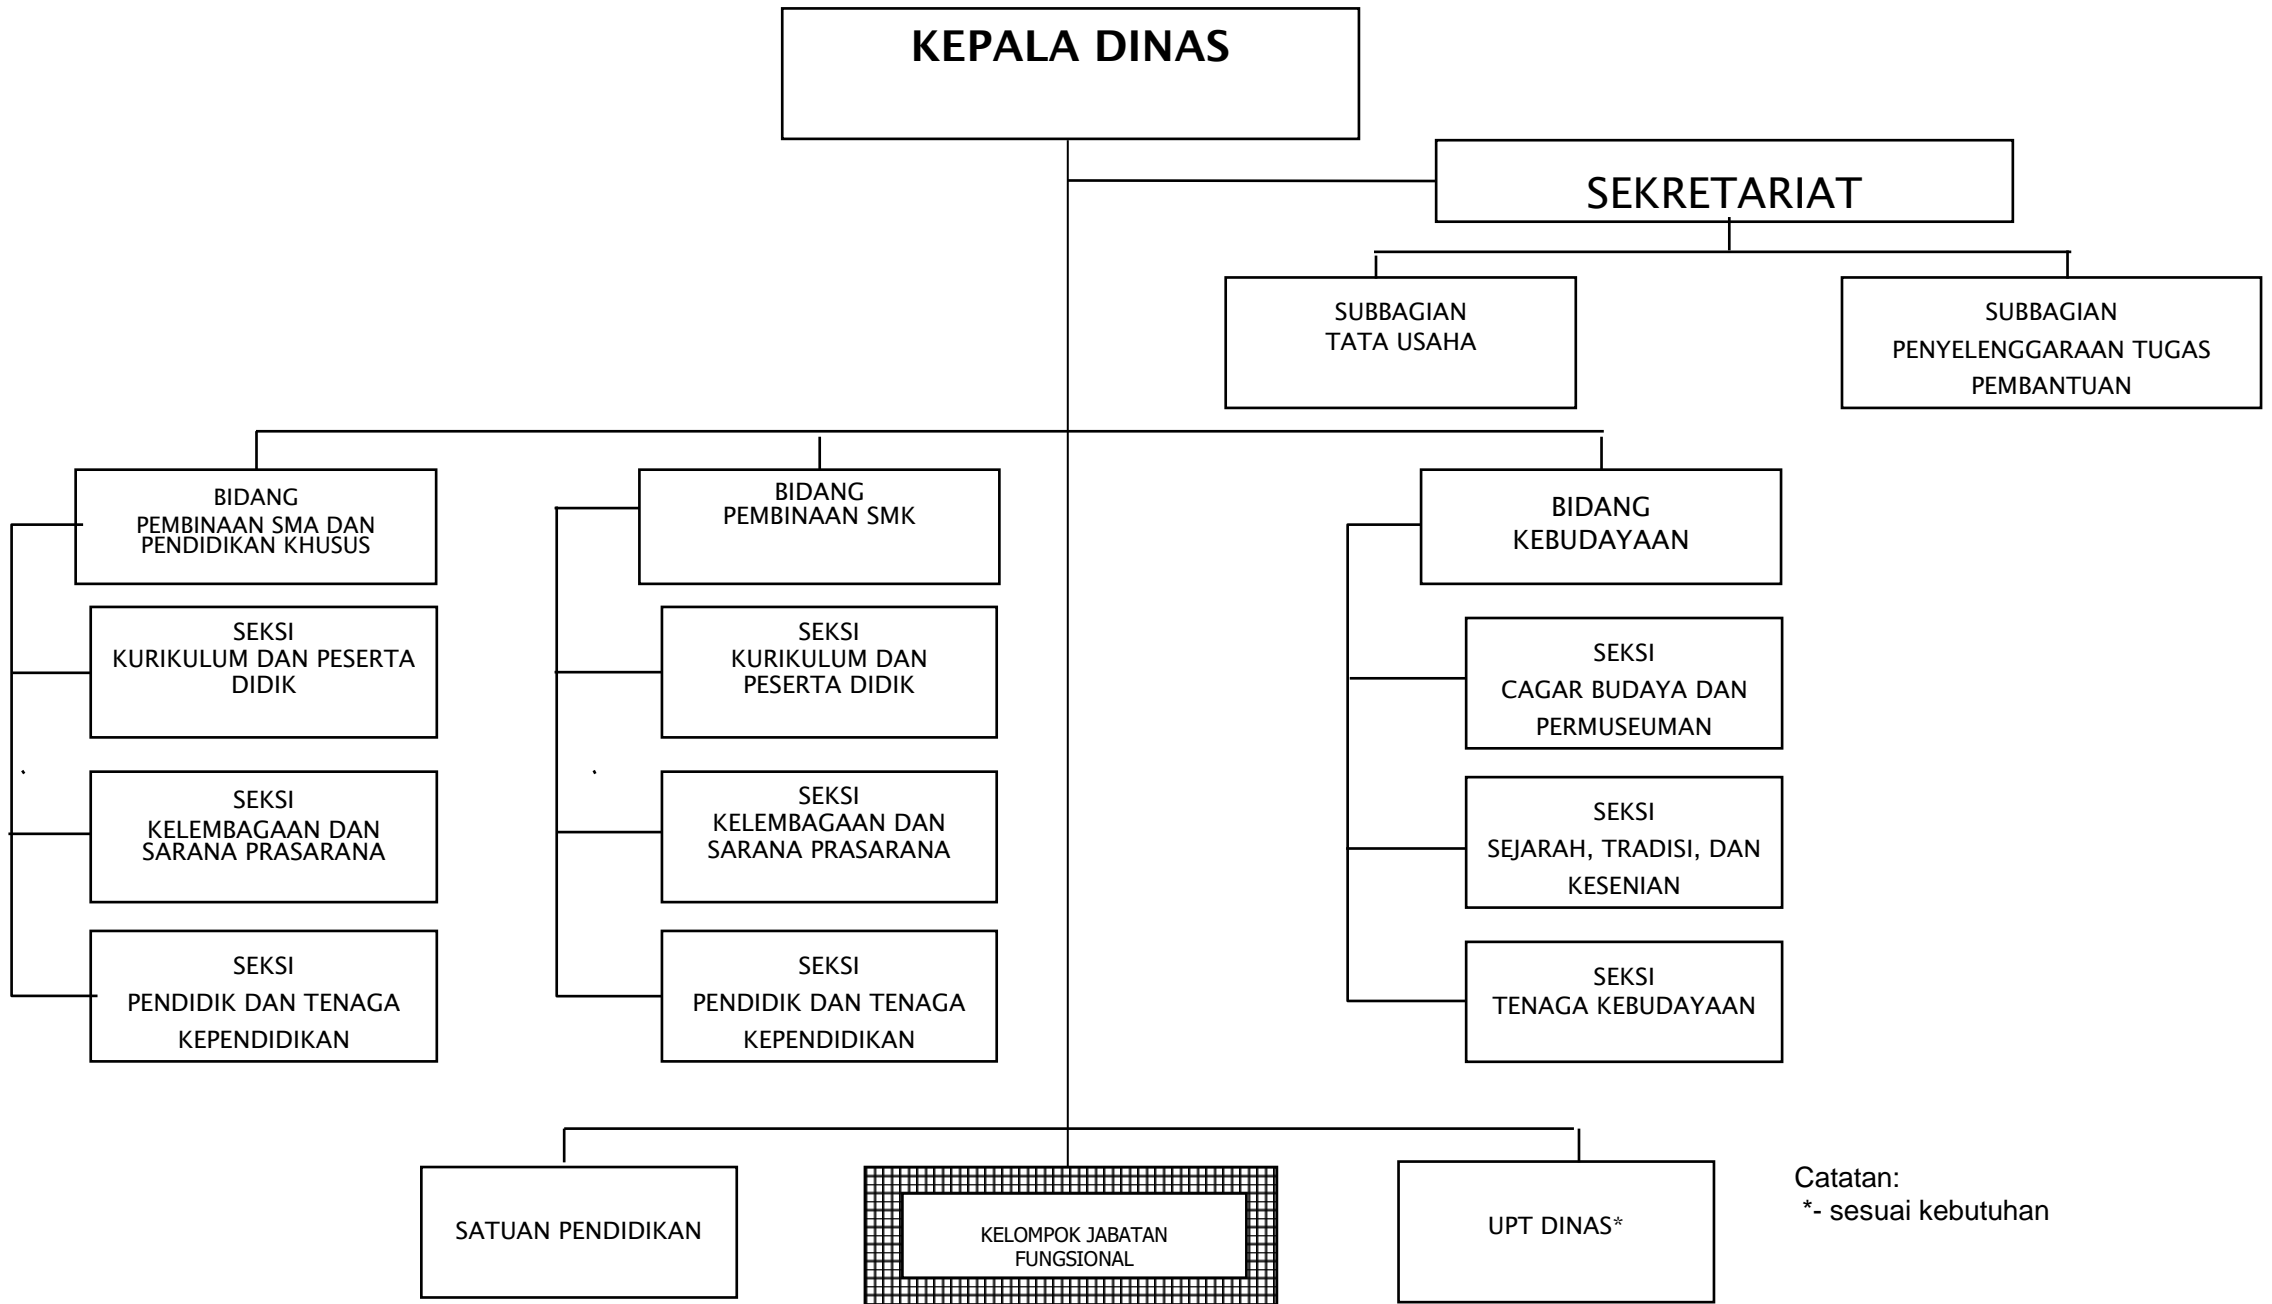 KEPALA DINAS
SEKRETARIAT
SUBBAGIAN
TATA USAHA
SUBBAGIAN
PENYELENGGARAAN TUGAS
PEMBANTUAN
BIDANG
PEMBINAAN SMA DAN
PENDIDIKAN KHUSUS
SEKSI
KURIKULUM DAN PESERTA
DIDIK
SEKSI
KELEMBAGAAN DAN
SARANA PRASARANA
SEKSI
PENDIDIK DAN TENAGA
KEPENDIDIKAN
BIDANG
PEMBINAAN SMK
SEKSI
KURIKULUM DAN
PESERTA DIDIK
SEKSI
KELEMBAGAAN DAN
SARANA PRASARANA
SEKSI
PENDIDIK DAN TENAGA
KEPENDIDIKAN
BIDANG
KEBUDAYAAN
SEKSI
CAGAR BUDAYA DAN
PERMUSEUMAN
SEKSI
SEJARAH, TRADISI, DAN
KESENIAN
SEKSI
TENAGA KEBUDAYAAN
SATUAN PENDIDIKAN
KELOMPOK JABATAN
FUNGSIONAL
UPT DINAS*
Catatan:
*- sesuai kebutuhan